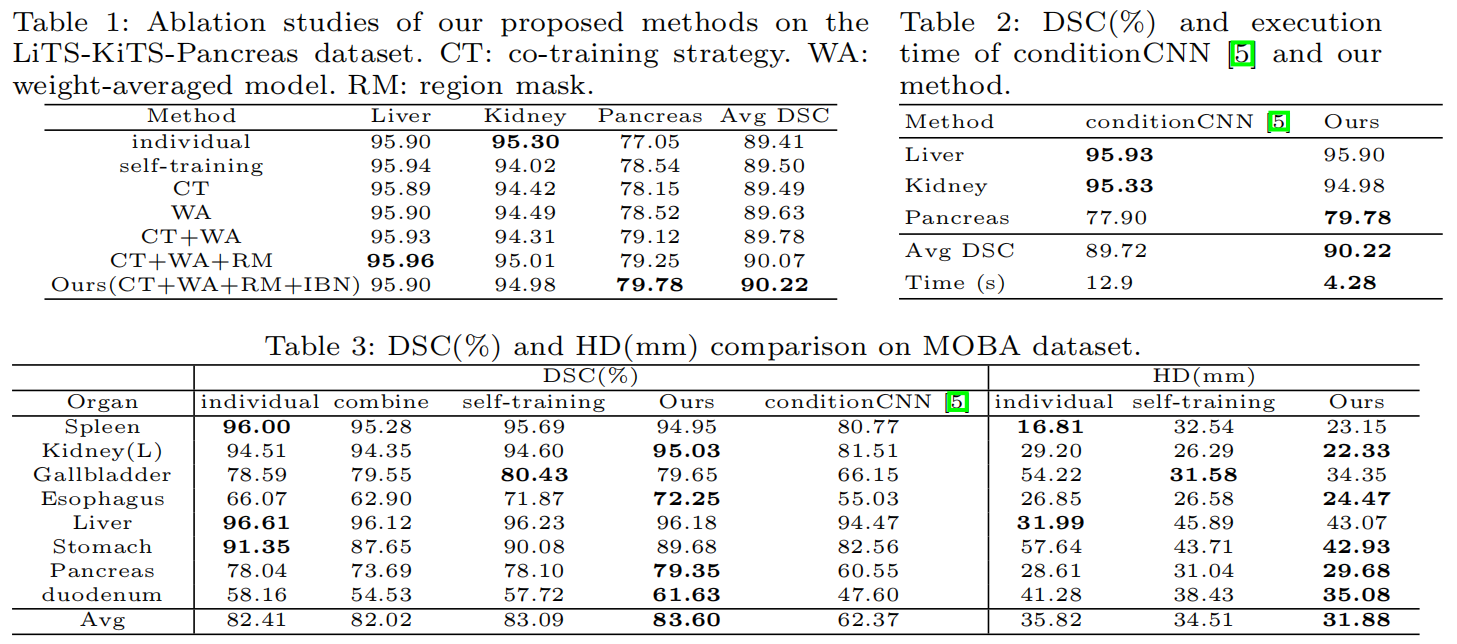 Table 1: Ablation studies of our proposed methods on the
LiTS-KiTS-Pancreas dataset. CT: co-training strategy. WA:
weight-averaged model. RM: region mask.
Method Liver Kidney Pancreas Avg DSC
individual 95.90 95.30 77.05 89.41
self-training 95.94 94.02 78.54 89.50
CT 95.89 94.42 78.15 89.49
WA 95.90 94.49 78.52 89.63
CT+WA 95.93 94.31 79.12 89.78
CT+WA+RM 95.96 95.01 79.25 90.07
Ours(CT+WA+RM+IBN) 95.90 94.98 79.78 90.22
Table 2: DSC(%) and execution
time of conditionCNN [5] and our
method.
Method conditionCNN [5] Ours
Liver 95.93 95.90
Kidney 95.33 94.98
Pancreas 77.90 79.78
Avg DSC 89.72 90.22
Time (s) 12.9 4.28
Table 3: DSC(%) and HD(mm) comparison on MOBA dataset.
DSC(%) HD(mm)
Organ individual combine self-training Ours conditionCNN [5] individual self-training Ours
Spleen 96.00 95.28 95.69 94.95 80.77 16.81 32.54 23.15
Kidney(L) 94.51 94.35 94.60 95.03 81.51 29.20 26.29 22.33
Gallbladder 78.59 79.55 80.43 79.65 66.15 54.22 31.58 34.35
Esophagus 66.07 62.90 71.87 72.25 55.03 26.85 26.58 24.47
Liver 96.61 96.12 96.23 96.18 94.47 31.99 45.89 43.07
Stomach 91.35 87.65 90.08 89.68 82.56 57.64 43.71 42.93
Pancreas 78.04 73.69 78.10 79.35 60.55 28.61 31.04 29.68
duodenum 58.16 54.53 57.72 61.63 47.60 41.28 38.43 35.08
Avg 82.41 82.02 83.09 83.60 62.37 35.82 34.51 31.88